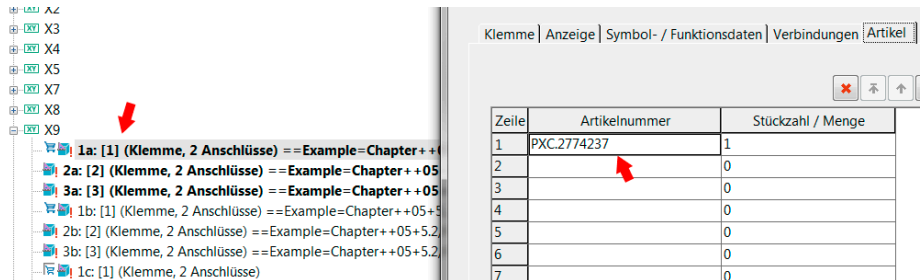 X2
X3
X4
X5
X7
X8
X9
1a: [1] (Klemme, 2 Anschlüsse) ==Example=Chapter++
2a: [2] (Klemme, 2 Anschlüsse) ==Example=Chapter++05
3a: [3] (Klemme, 2 Anschlüsse) ==Example=Chapter++05
1b: [1] (Klemme, 2 Anschlüsse) ==Example=Chapter++05+5
2b: [2] (Klemme, 2 Anschlüsse) ==Example=Chapter++05+5.2,
3b: [3] (Klemme, 2 Anschlüsse) ==Example=Chapter++05+5.2,
1c: [1] (Klemme, 2 Anschlüsse)
Klemme Anzeige Symbol- / Funktionsdaten Verbindungen Artikel
Zeile Artikelnummer Stückzahl / Menge
1 PXC.2774237 1
2 0
3 0
4 0
5 0
6 0
7 0